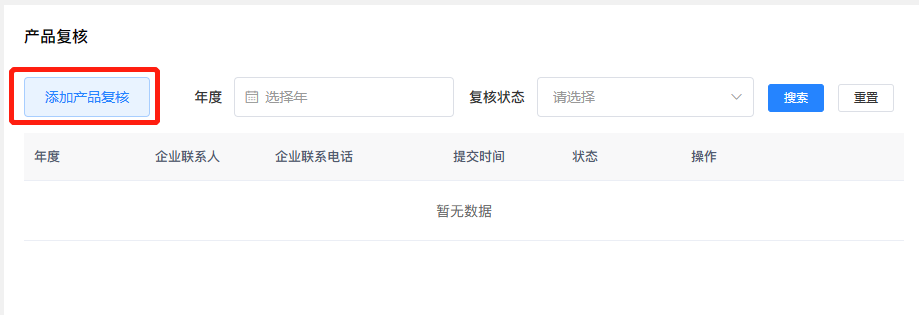 产品复核
添加产品复核 年度 选择年 复核状态 请选择 搜索 重置
年度 企业联系人 企业联系电话 提交时间 状态 操作
暂无数据